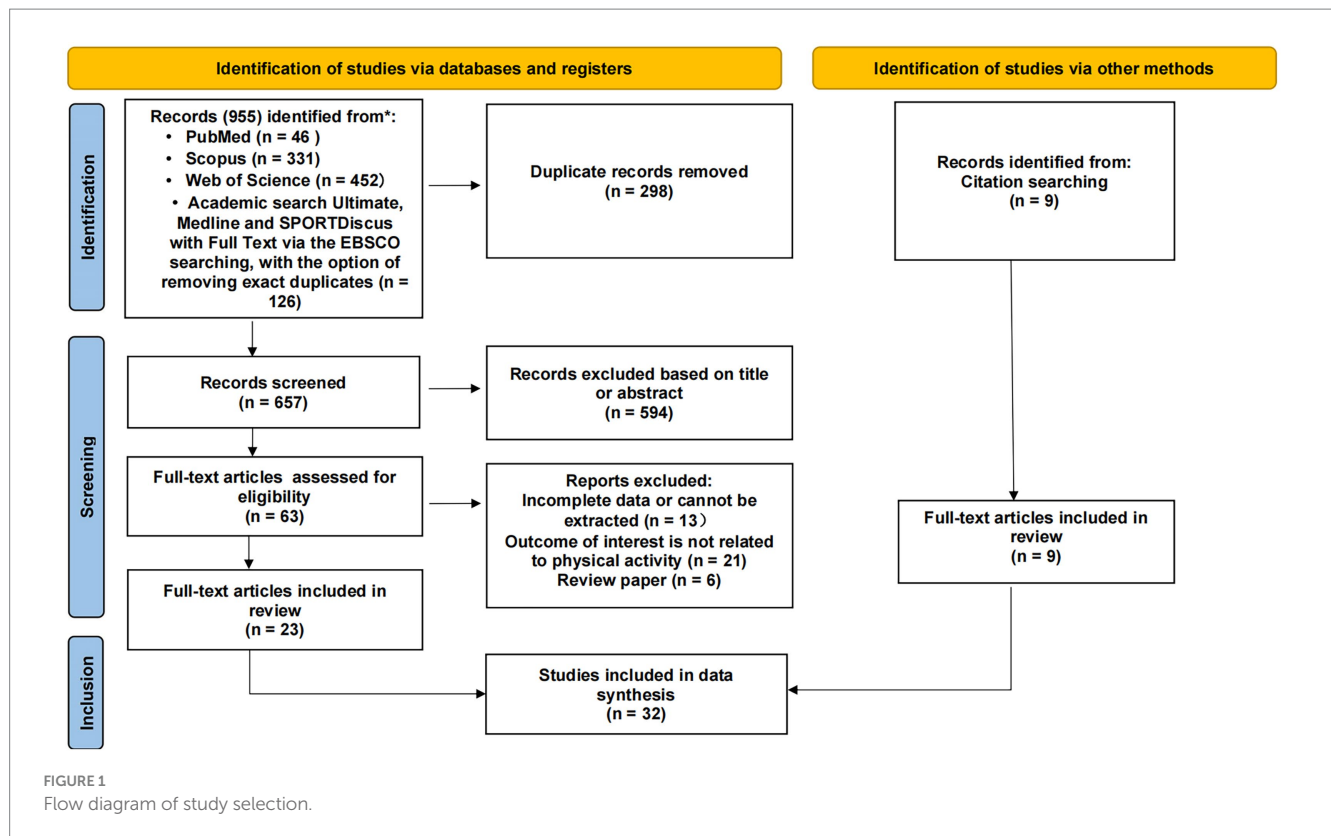 Identification of studies via databases and registers
Identification of studies via other methods
Identification
Records (955) identified from*:
• PubMed (n = 46 )
• Scopus (n = 331)
• Web of Science (n = 452）
• Academic search Ultimate,
Medline and SPORTDiscus
with Full Text via the EBSCO
searching, with the option of
removing exact duplicates (n =
126)
Duplicate records removed
(n = 298)
Records identified from:
Citation searching
(n = 9)
Screening
Records screened
(n = 657)
Records excluded based on title
or abstract
(n = 594)
Full-text articles assessed for
eligibility
(n = 63)
Reports excluded:
Incomplete data or cannot be
extracted (n = 13）
Outcome of interest is not related
to physical activity (n = 21)
Review paper (n = 6)
Full-text articles included in
review
(n = 9)
Full-text articles included in
review
(n = 23)
Inclusion
Studies included in data
synthesis
(n = 32)
FIGURE 1
Flow diagram of study selection.